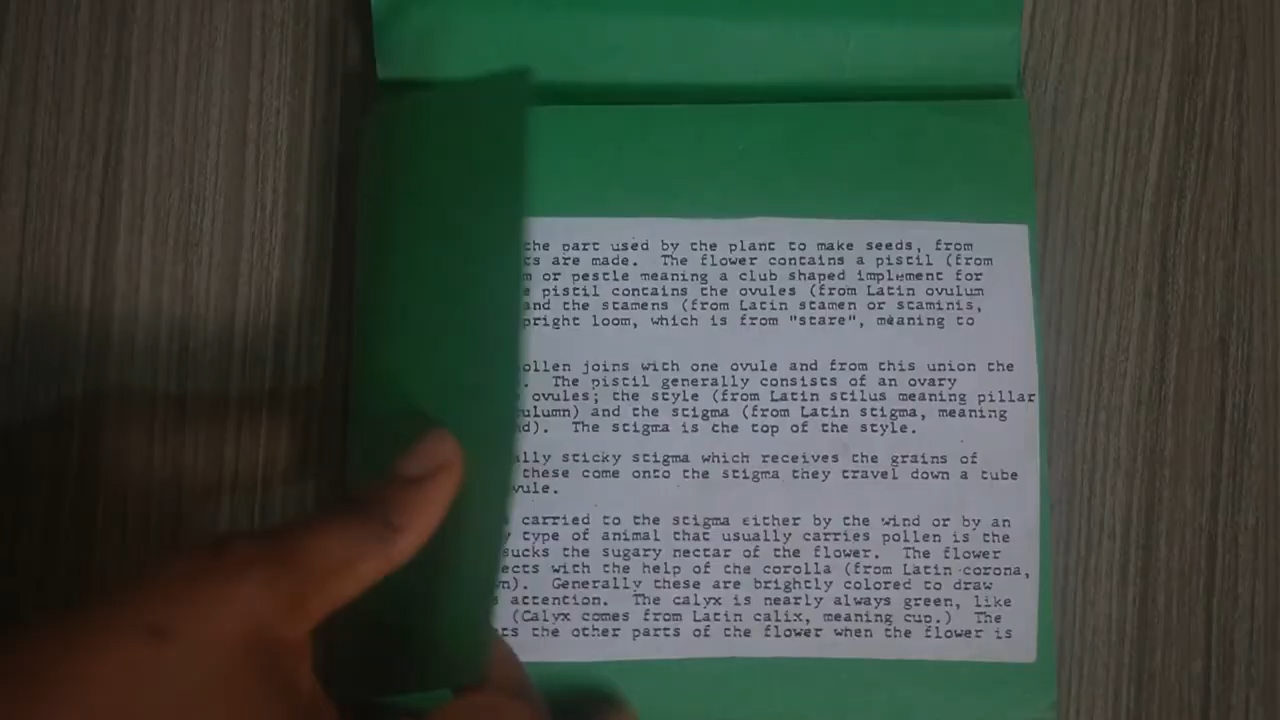 the part used by the plant to make seeds, from
are made. The flower contains a pistil (from
or pestle meaning a club shaped implement for
pistil contains the ovules (from Latin ovulum
and the stamens (from Latin stamen or staminis,
pright loom, which is from "stare", meaning to
ollen joins with one ovule and from this union the
. The pistil generally consists of an ovary
ovules; the style (from Latin stilus meaning pillar
ulumn) and the stigma (from Latin stigma, meaning
d). The stigma is the top of the style.
ally sticky stigma which receives the grains of
these come onto the stigma they travel down a tube
vule.
carried to the stigma either by the wind or by an
type of animal that usually carries pollen is the
sucks the sugary nectar of the flower. The flower
ects with the help of the corolla (from Latin corona,
n). Generally these are brightly colored to draw
attention. The calyx is nearly always green, like
(Calyx comes from Latin calix, meaning cup.) The
ts the other parts of the flower when the flower is